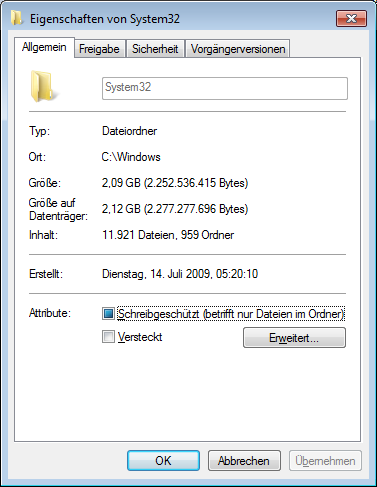 Eigenschaften von System32
Allgemein Freigabe Sicherheit Vorgängerversionen
System32
Typ: Dateiordner
Ort: C:\Windows
Größe: 2,09 GB (2.252.536.415 Bytes)
Größe auf
Datenträger: 2,12 GB (2.277.277.696 Bytes)
Inhalt: 11.921 Dateien, 959 Ordner
Erstellt: Dienstag, 14. Juli 2009, 05:20:10
Attribute: Schreibgeschützt (betrifft nur Dateien im Ordner)
Versteckt Erweitert...
OK Abbrechen Übernehmen